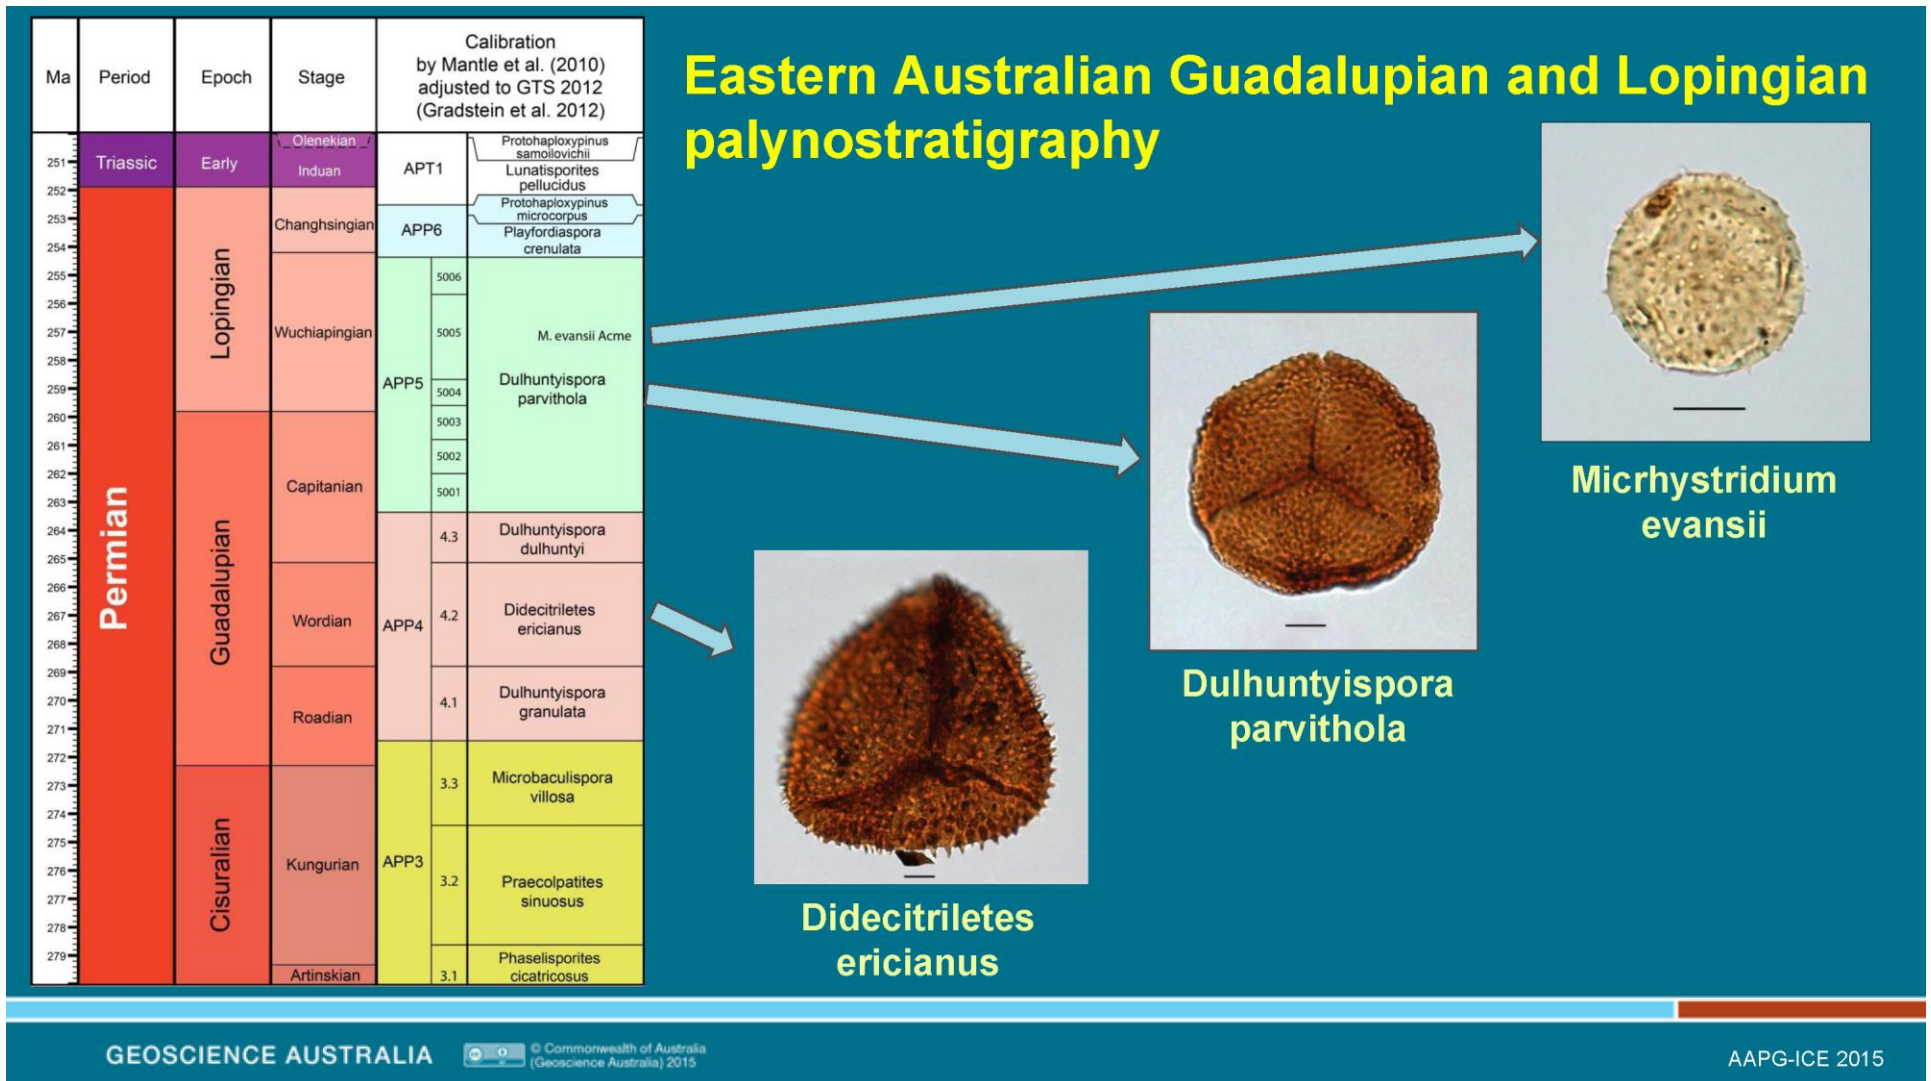 Eastern Australian Guadalupian and Lopingian
palynostratigraphy
Ma
Period
Epoch
Stage
Calibration
by Mantle et al. (2010)
adjusted to GTS 2012
(Gradstein et al. 2012)
251
252
253
254
255
256
257
258
259
260
261
262
263
264
265
266
267
268
269
270
271
272
273
274
275
276
277
278
279
Triassic
Permian
Early
Lopingian
Guadalupian
Cisuralian
Olenekian
Induan
Changhsingian
Wuchiapingian
Capitanian
Wordian
Roadian
Kungurian
Artinskian
APT1
APP6
APP5
APP4
APP3
5006
5005
5004
5003
5002
5001
4.3
4.2
4.1
3.3
3.2
3.1
Protohaploxypinus
samoilovichii
Lunatisporites
pellucidus
Protohaploxypinus
microcorpus
Playfordiaspora
crenulata
M. evansii Acme
Dulhuntyispora
parvithola
Dulhuntyispora
dulhuntyi
Didecitriletes
ericianus
Dulhuntyispora
granulata
Microbaculispora
villosa
Praecolpatites
sinuosus
Phaselisporites
cicatricosus
Micrhystridium
evansii
Dulhuntyispora
parvithola
Didecitriletes
ericianus
GEOSCIENCE AUSTRALIA
© Commonwealth of Australia
(Geoscience Australia) 2015
AAPG-ICE 2015